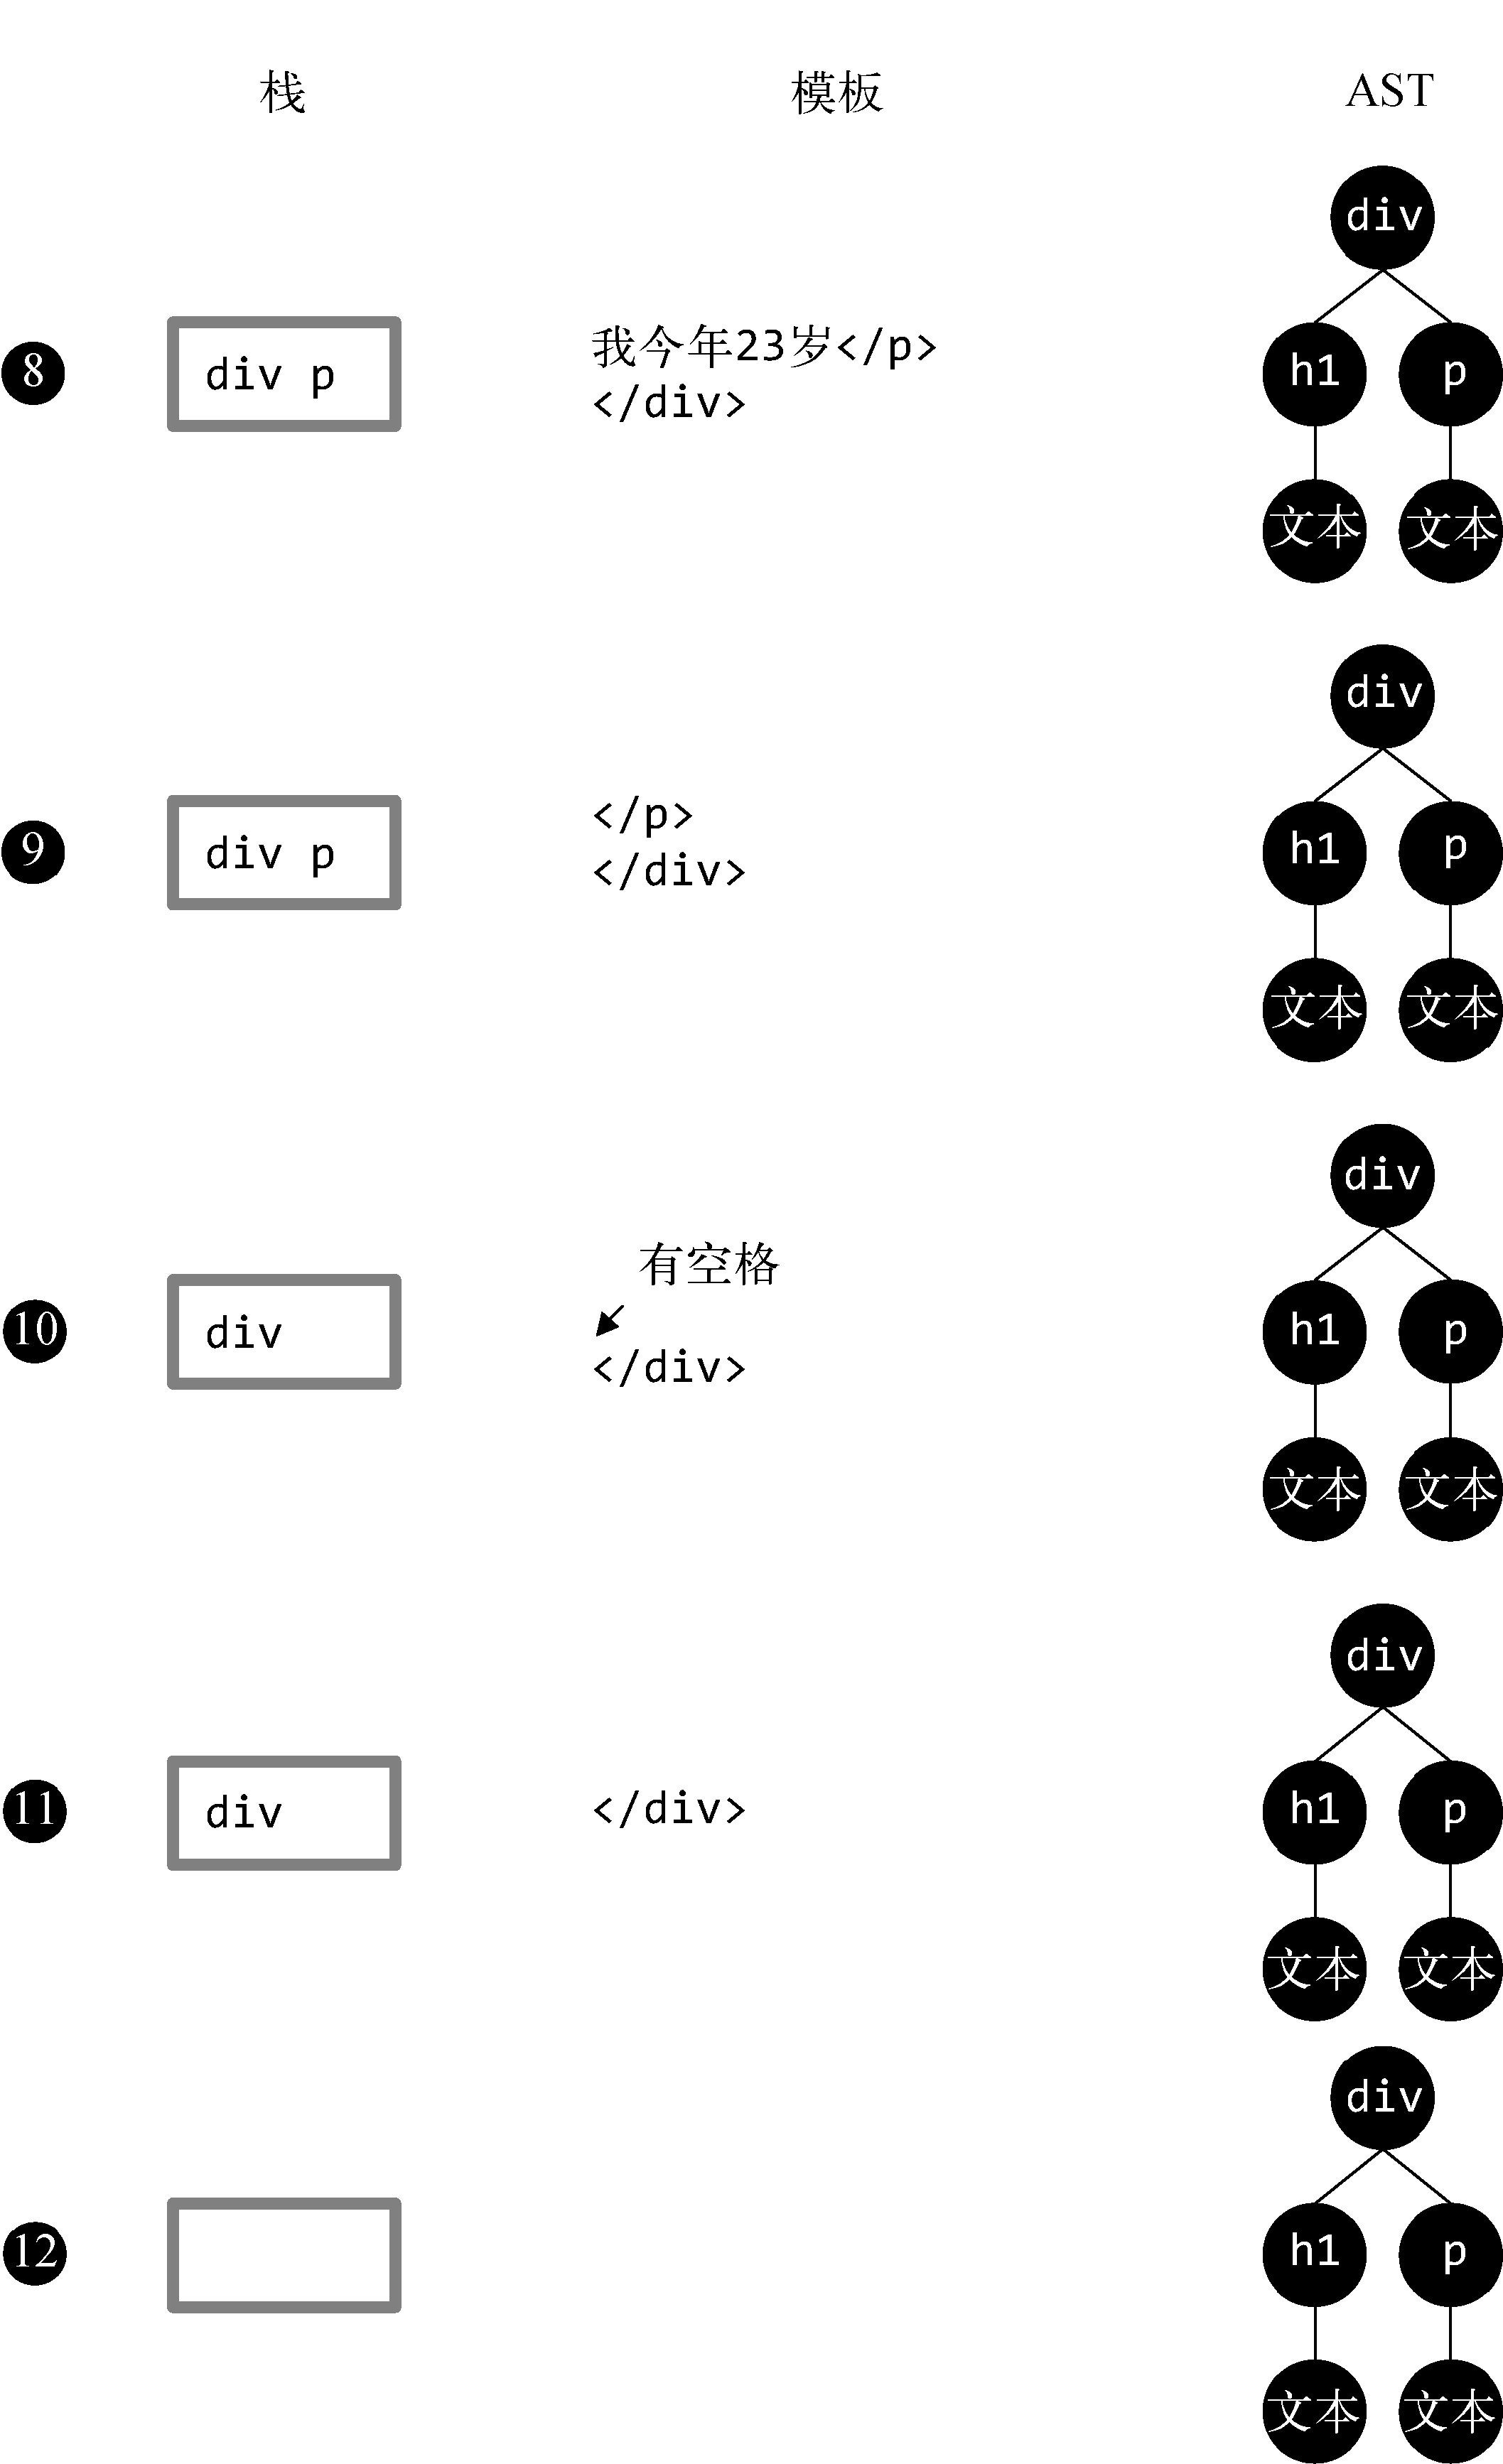 栈 模板 AST
div
8 div p 我今年23岁</p> h1 p
</div>
文本 文本
div
9 div p </p> h1 p
</div>
文本 文本
div
有空格
10 div </div> h1 p
文本 文本
div
11 div </div> h1 p
文本 文本
div
12 h1 p
文本 文本